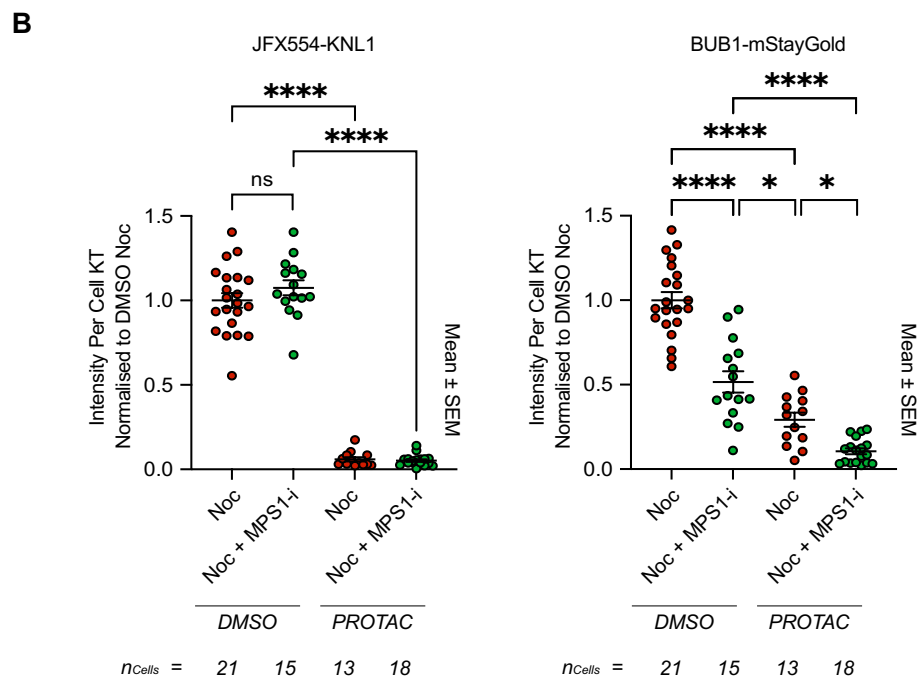 B
JFX554-KNL1
****
****
ns
Intensity Per Cell KT
Normalised to DMSO Noc
1.5
1.0
0.5
0.0
Mean ± SEM
Noc
Noc + MPS1-i
Noc
Noc + MPS1-i
DMSO
PROTAC
nCells = 21 15 13 18
BUB1-mStayGold
****
****
**** * *
Intensity Per Cell KT
Normalised to DMSO Noc
1.5
1.0
0.5
0.0
Mean ± SEM
Noc
Noc + MPS1-i
Noc
Noc + MPS1-i
DMSO
PROTAC
nCells = 21 15 13 18